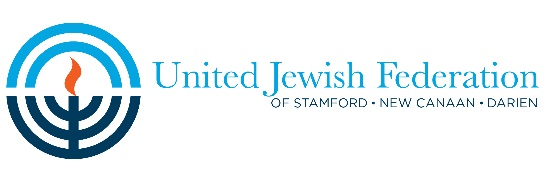 United Jewish Federation
OF STAMFORD • NEW CANAAN • DARIEN